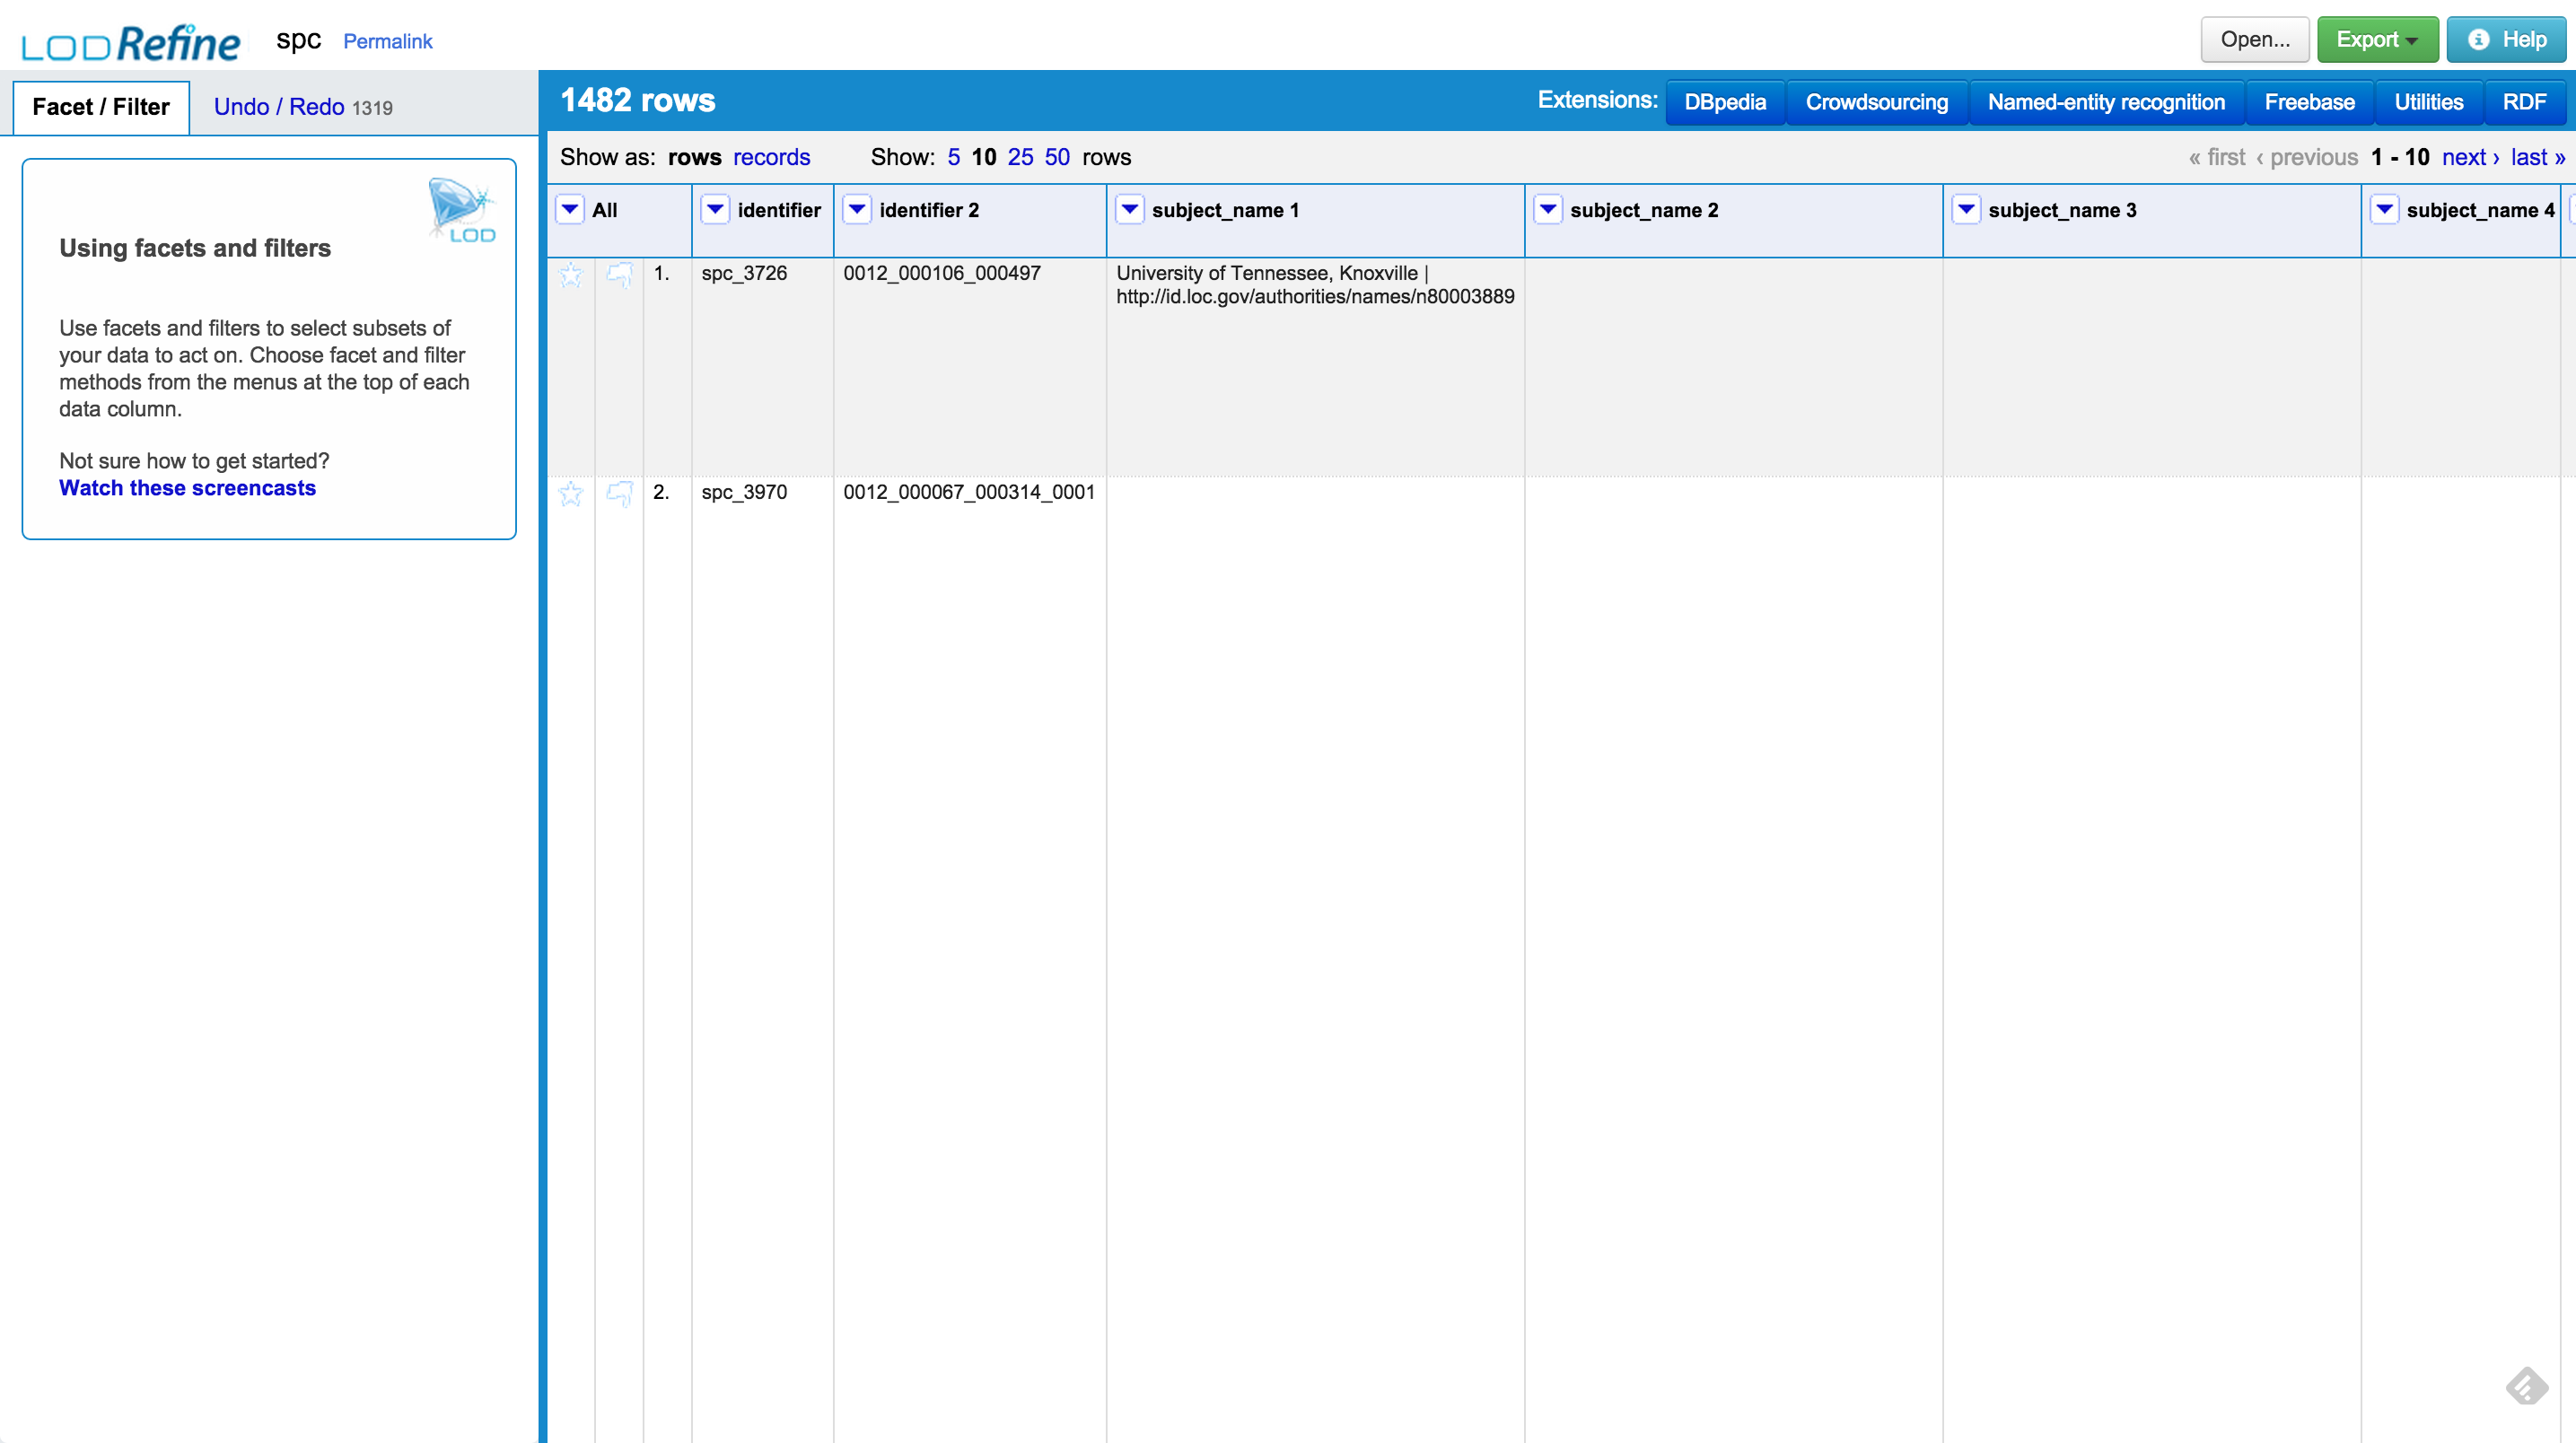 LOD Refine spc Permalink Open... Export Help
Facet / Filter Undo / Redo 1319
1482 rows Extensions: DBpedia Crowdsourcing Named-entity recognition Freebase Utilities RDF
Show as: rows records Show: 5 10 25 50 rows « first ‹ previous 1 - 10 next › last »
LOD
Using facets and filters
Use facets and filters to select subsets of
your data to act on. Choose facet and filter
methods from the menus at the top of each
data column.
Not sure how to get started?
Watch these screencasts
All identifier identifier 2 subject_name 1 subject_name 2 subject_name 3 subject_name 4
1. spc_3726 0012_000106_000497 University of Tennessee, Knoxville |
http://id.loc.gov/authorities/names/n80003889
2. spc_3970 0012_000067_000314_0001